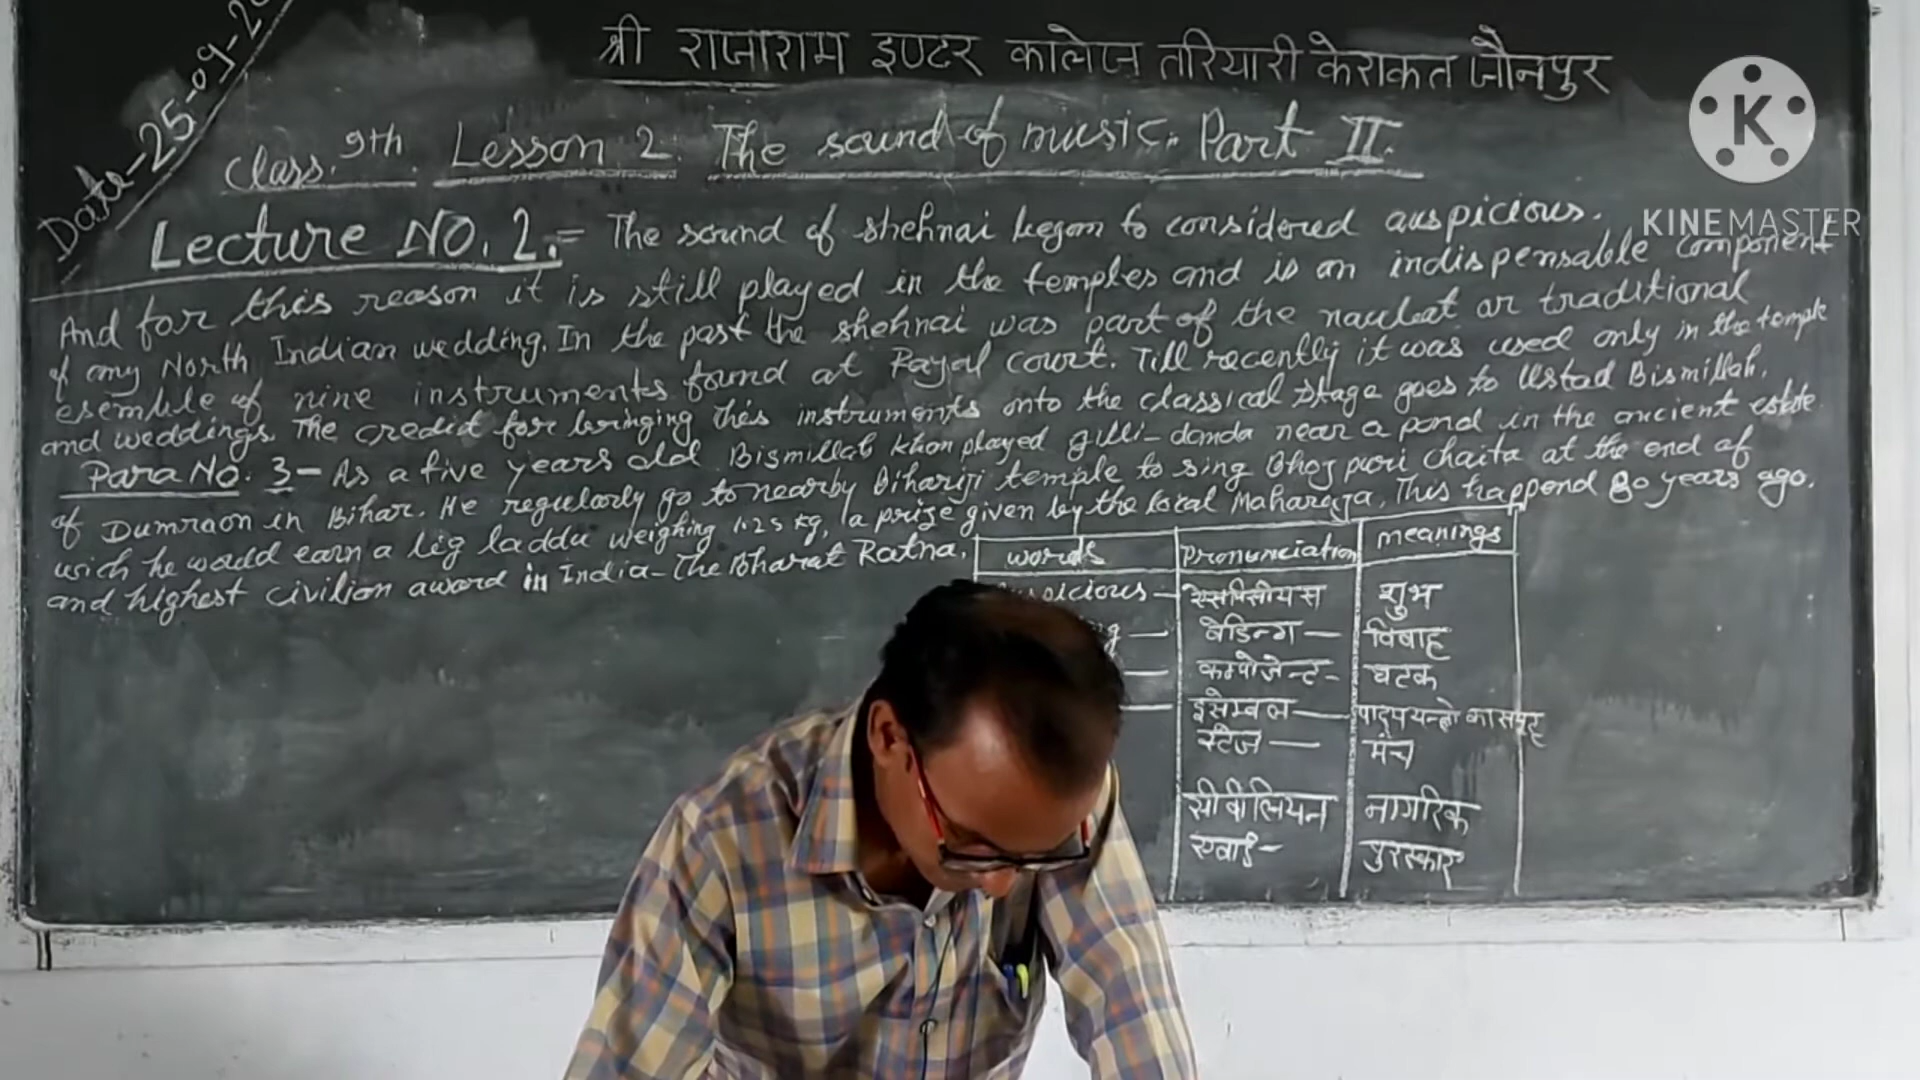 श्री राजाराम इण्टर कालेज तरियारी केराकत जौनपुर
Date-25-09-20
Class. 9th. Lesson 2. The sound of music. Part II.
K
KINEMASTER
Lecture NO. 2.= The sound of shehnai began to considered auspicious.
And for this reason it is still played in the temples and is an indispensable component
of any North Indian wedding. In the past the shehnai was part of the naubat or traditional
esemble of nine instruments found at Rayal court. Till recently it was used only in the temple
and weddings. The credit for bringing this instruments onto the classical stage goes to Ustad Bismillah.
Para No. 3- As a five years old Bismillah Khan played gilli-danda near a pond in the ancient estate
of Dumraon in Bihar. He regularly go to nearby Bihariji temple to sing Bhojpuri Chaita at the end of
wich he would earn a big laddu weighing 1.25 kg, a prize given by the local Maharaja. This happend 80 years ago.
and highest civilian award in India-The Bharat Ratna.
words pronunciation meanings
शुभ
वेडिन्ग— विवाह
कम्पोजेन्ट- घटक
इसेम्बल—
स्टेज— मंच
सीवीलियन नागरिक
एवार्ड- पुरस्कार